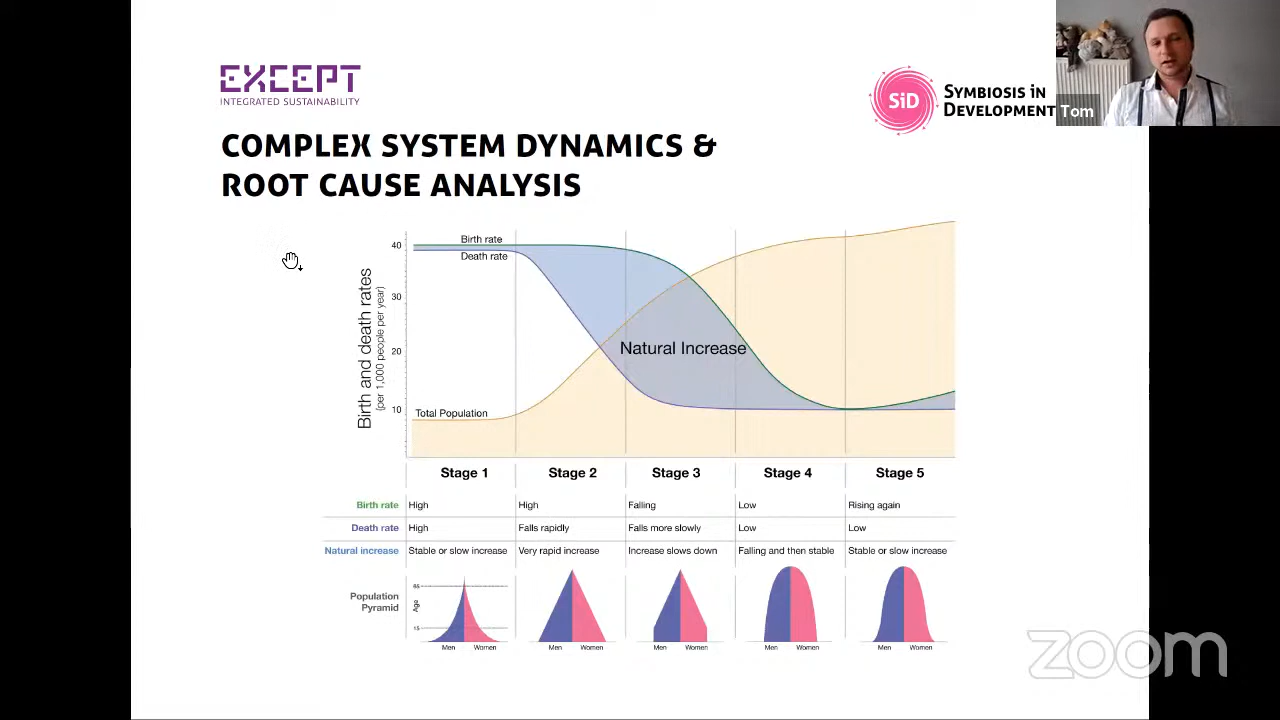 EXCEPT
INTEGRATED SUSTAINABILITY
SiD
SYMBIOSIS iN
DEVELOPMENT
Tom
COMPLEX SYSTEM DYNAMICS &
ROOT CAUSE ANALYSIS
Birth and death rates
(per 1,000 people per year)
40
30
20
10
Birth rate
Death rate
Natural Increase
Total Population
Stage 1 Stage 2 Stage 3 Stage 4 Stage 5
Birth rate High High Falling Low Rising again
Death rate High Falls rapidly Falls more slowly Low Low
Natural increase Stable or slow increase Very rapid increase Increase slows down Falling and then stable Stable or slow increase
Population
Pyramid
65
Age
15
Men Women Men Women Men Women Men Women Men Women
zoom